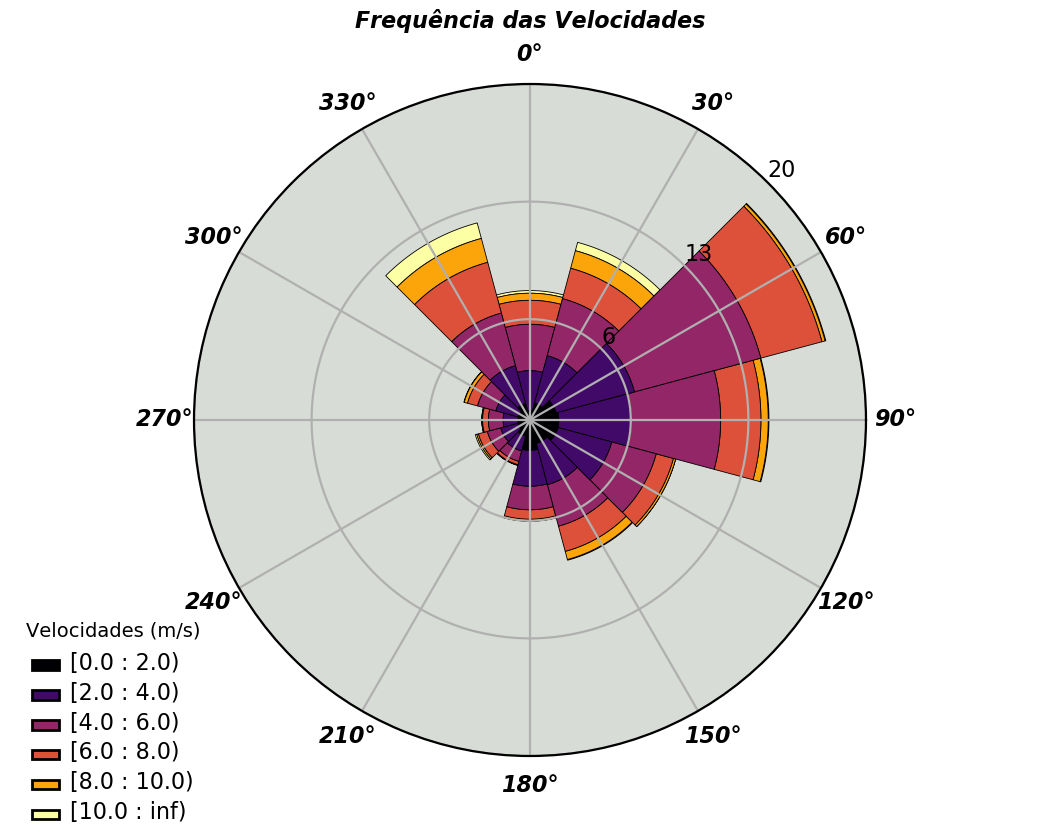 Frequência das Velocidades
0°
330°
30°
20
300°
60°
13
6
270°
90°
240°
120°
Velocidades (m/s)
[0.0 : 2.0)
[2.0 : 4.0)
[4.0 : 6.0)
210°
150°
[6.0 : 8.0)
[8.0 : 10.0)
180°
[10.0 : inf)